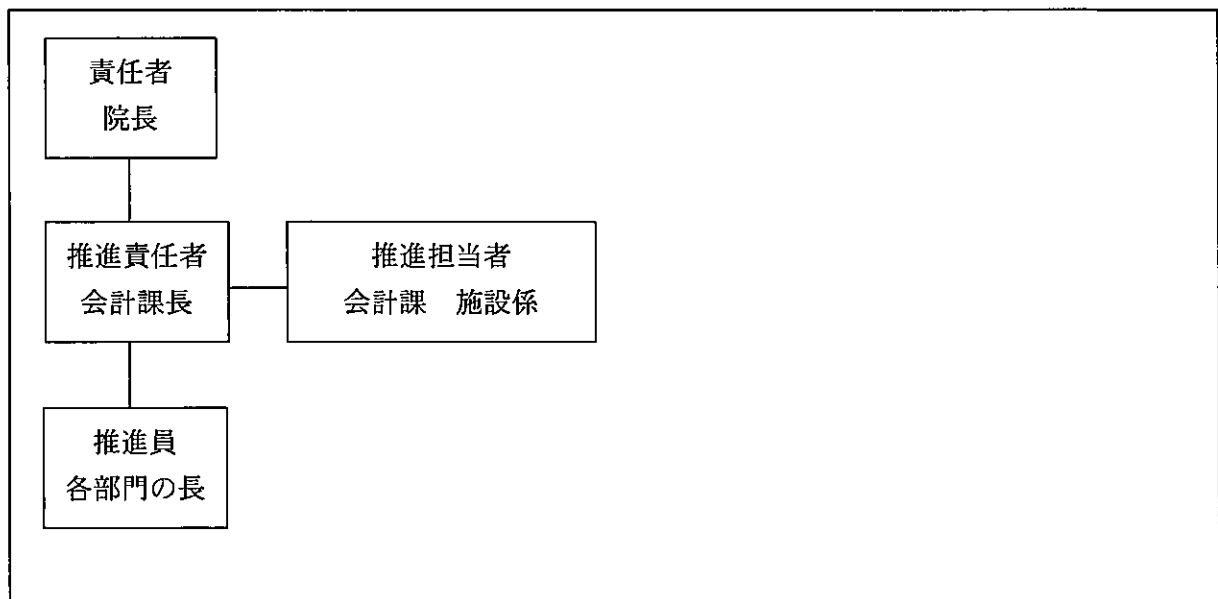 責任者
院長
推進責任者
会計課長
推進担当者
会計課　施設係
推進員
各部門の長